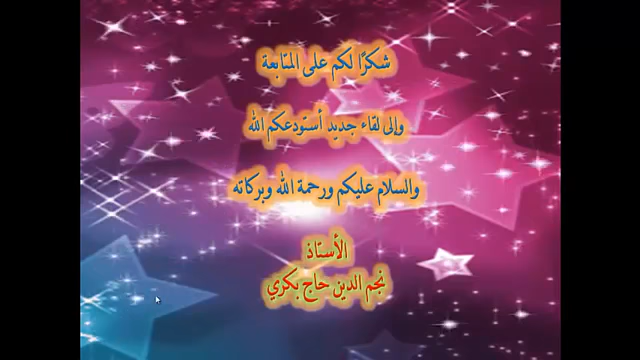 شكرًا لكم على المتابعة
وإلى لقاء جديد أستودعكم الله
والسلام عليكم ورحمة الله وبركاته
الأستاذ
نجم الدين حاج بكري